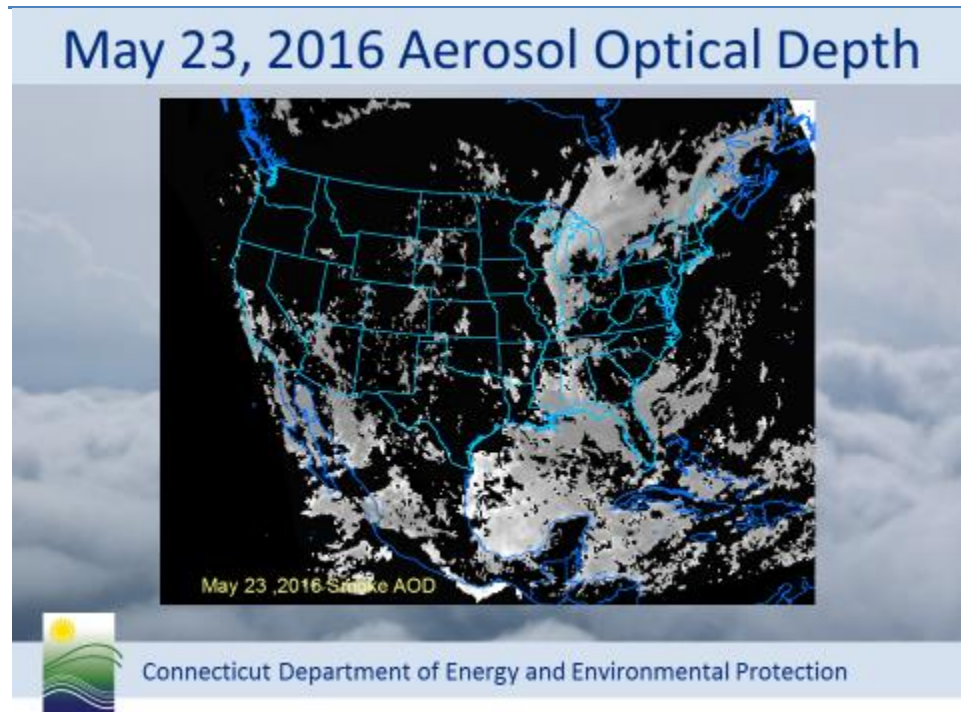 May 23, 2016 Aerosol Optical Depth
May 23 ,2016 Smoke AOD
Connecticut Department of Energy and Environmental Protection